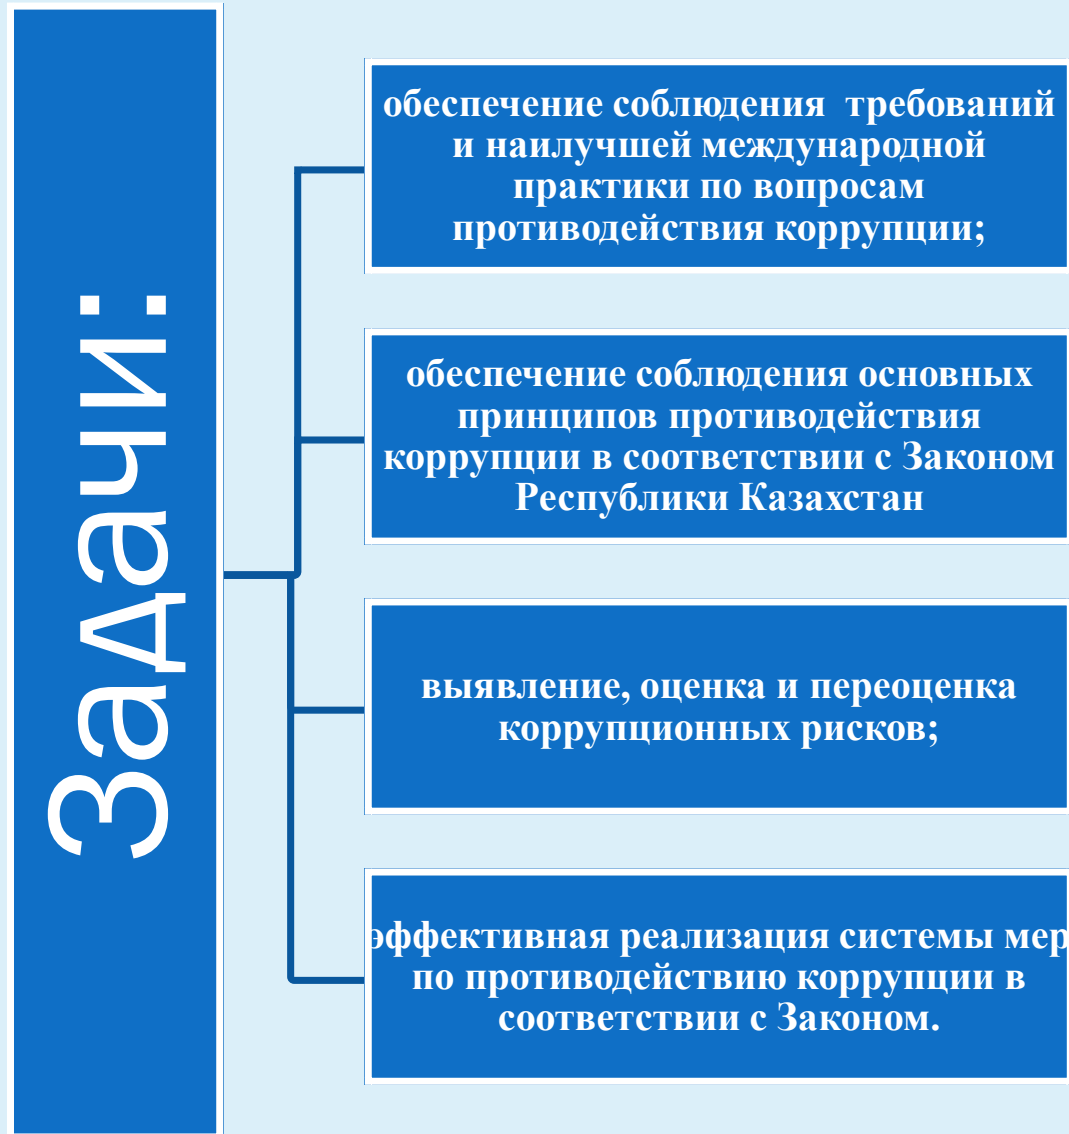 Задачи:
обеспечение соблюдения требований
и наилучшей международной
практики по вопросам
противодействия коррупции;
обеспечение соблюдения основных
принципов противодействия
коррупции в соответствии с Законом
Республики Казахстан
выявление, оценка и переоценка
коррупционных рисков;
эффективная реализация системы мер
по противодействию коррупции в
соответствии с Законом.